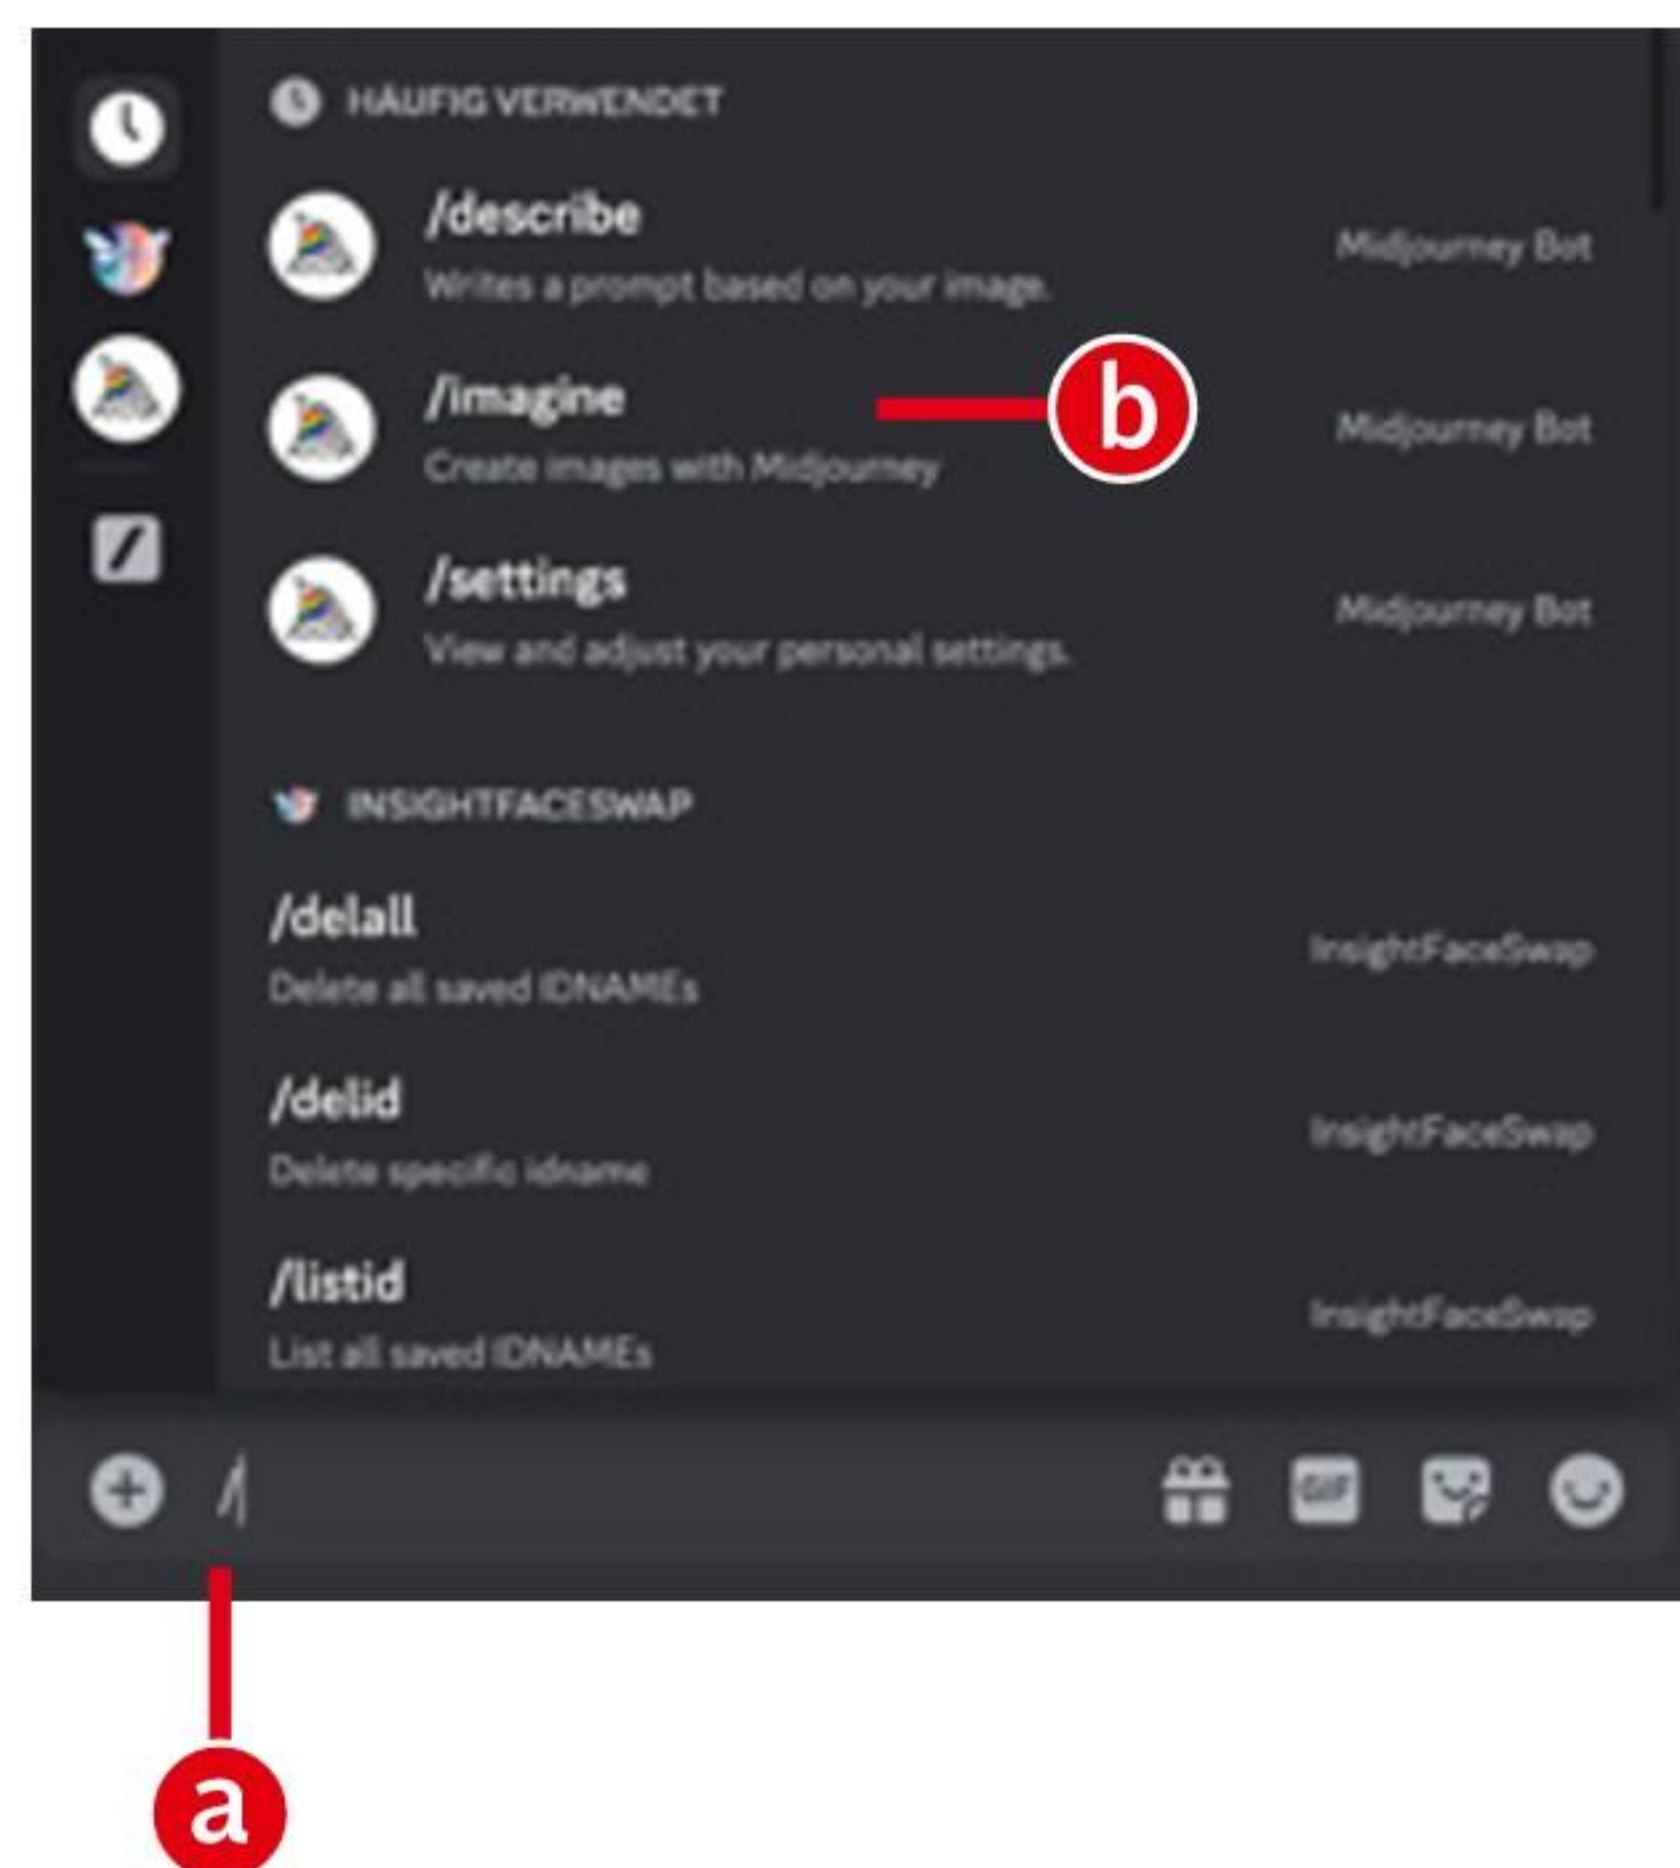 HÄUFIG VERWENDET
/describe
Writes a prompt based on your image.
Midjourney Bot
/imagine
b
Create images with Midjourney
Midjourney Bot
/settings
View and adjust your personal settings.
Midjourney Bot
INSIGHTFACESWAP
/delall
Delete all saved IDNAMEs
InsightFaceSwap
/delid
Delete specific idname
InsightFaceSwap
/listid
List all saved IDNAMEs
InsightFaceSwap
/
GIF
a